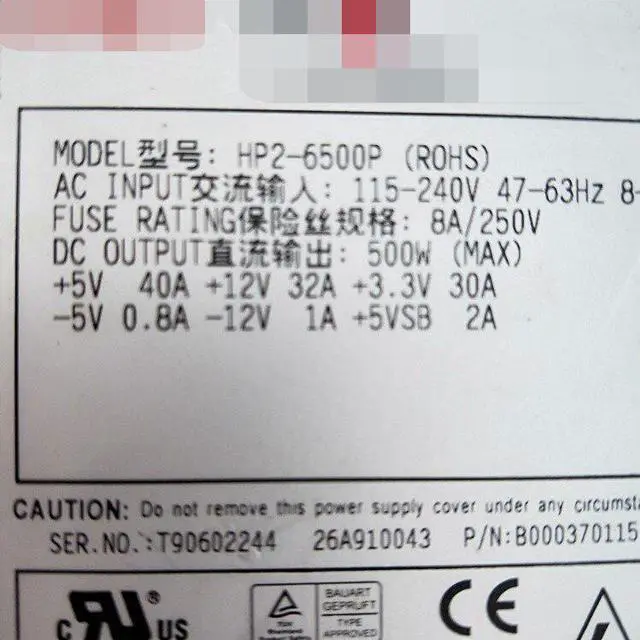 MODEL型号: HP2-6500P (ROHS)
AC INPUT交流输入: 115-240V 47-63Hz 8-
FUSE RATING保险丝规格: 8A/250V
DC OUTPUT直流输出: 500W (MAX)
+5V 40A +12V 32A +3.3V 30A
-5V 0.8A -12V 1A +5VSB 2A
CAUTION: Do not remove this power supply cover under any circumsta
SER.NO.:T90602244 26A910043 P/N:B000370115
BAUART
GEPRUFT
TYPE
APPROVED
c RU US ®
CE